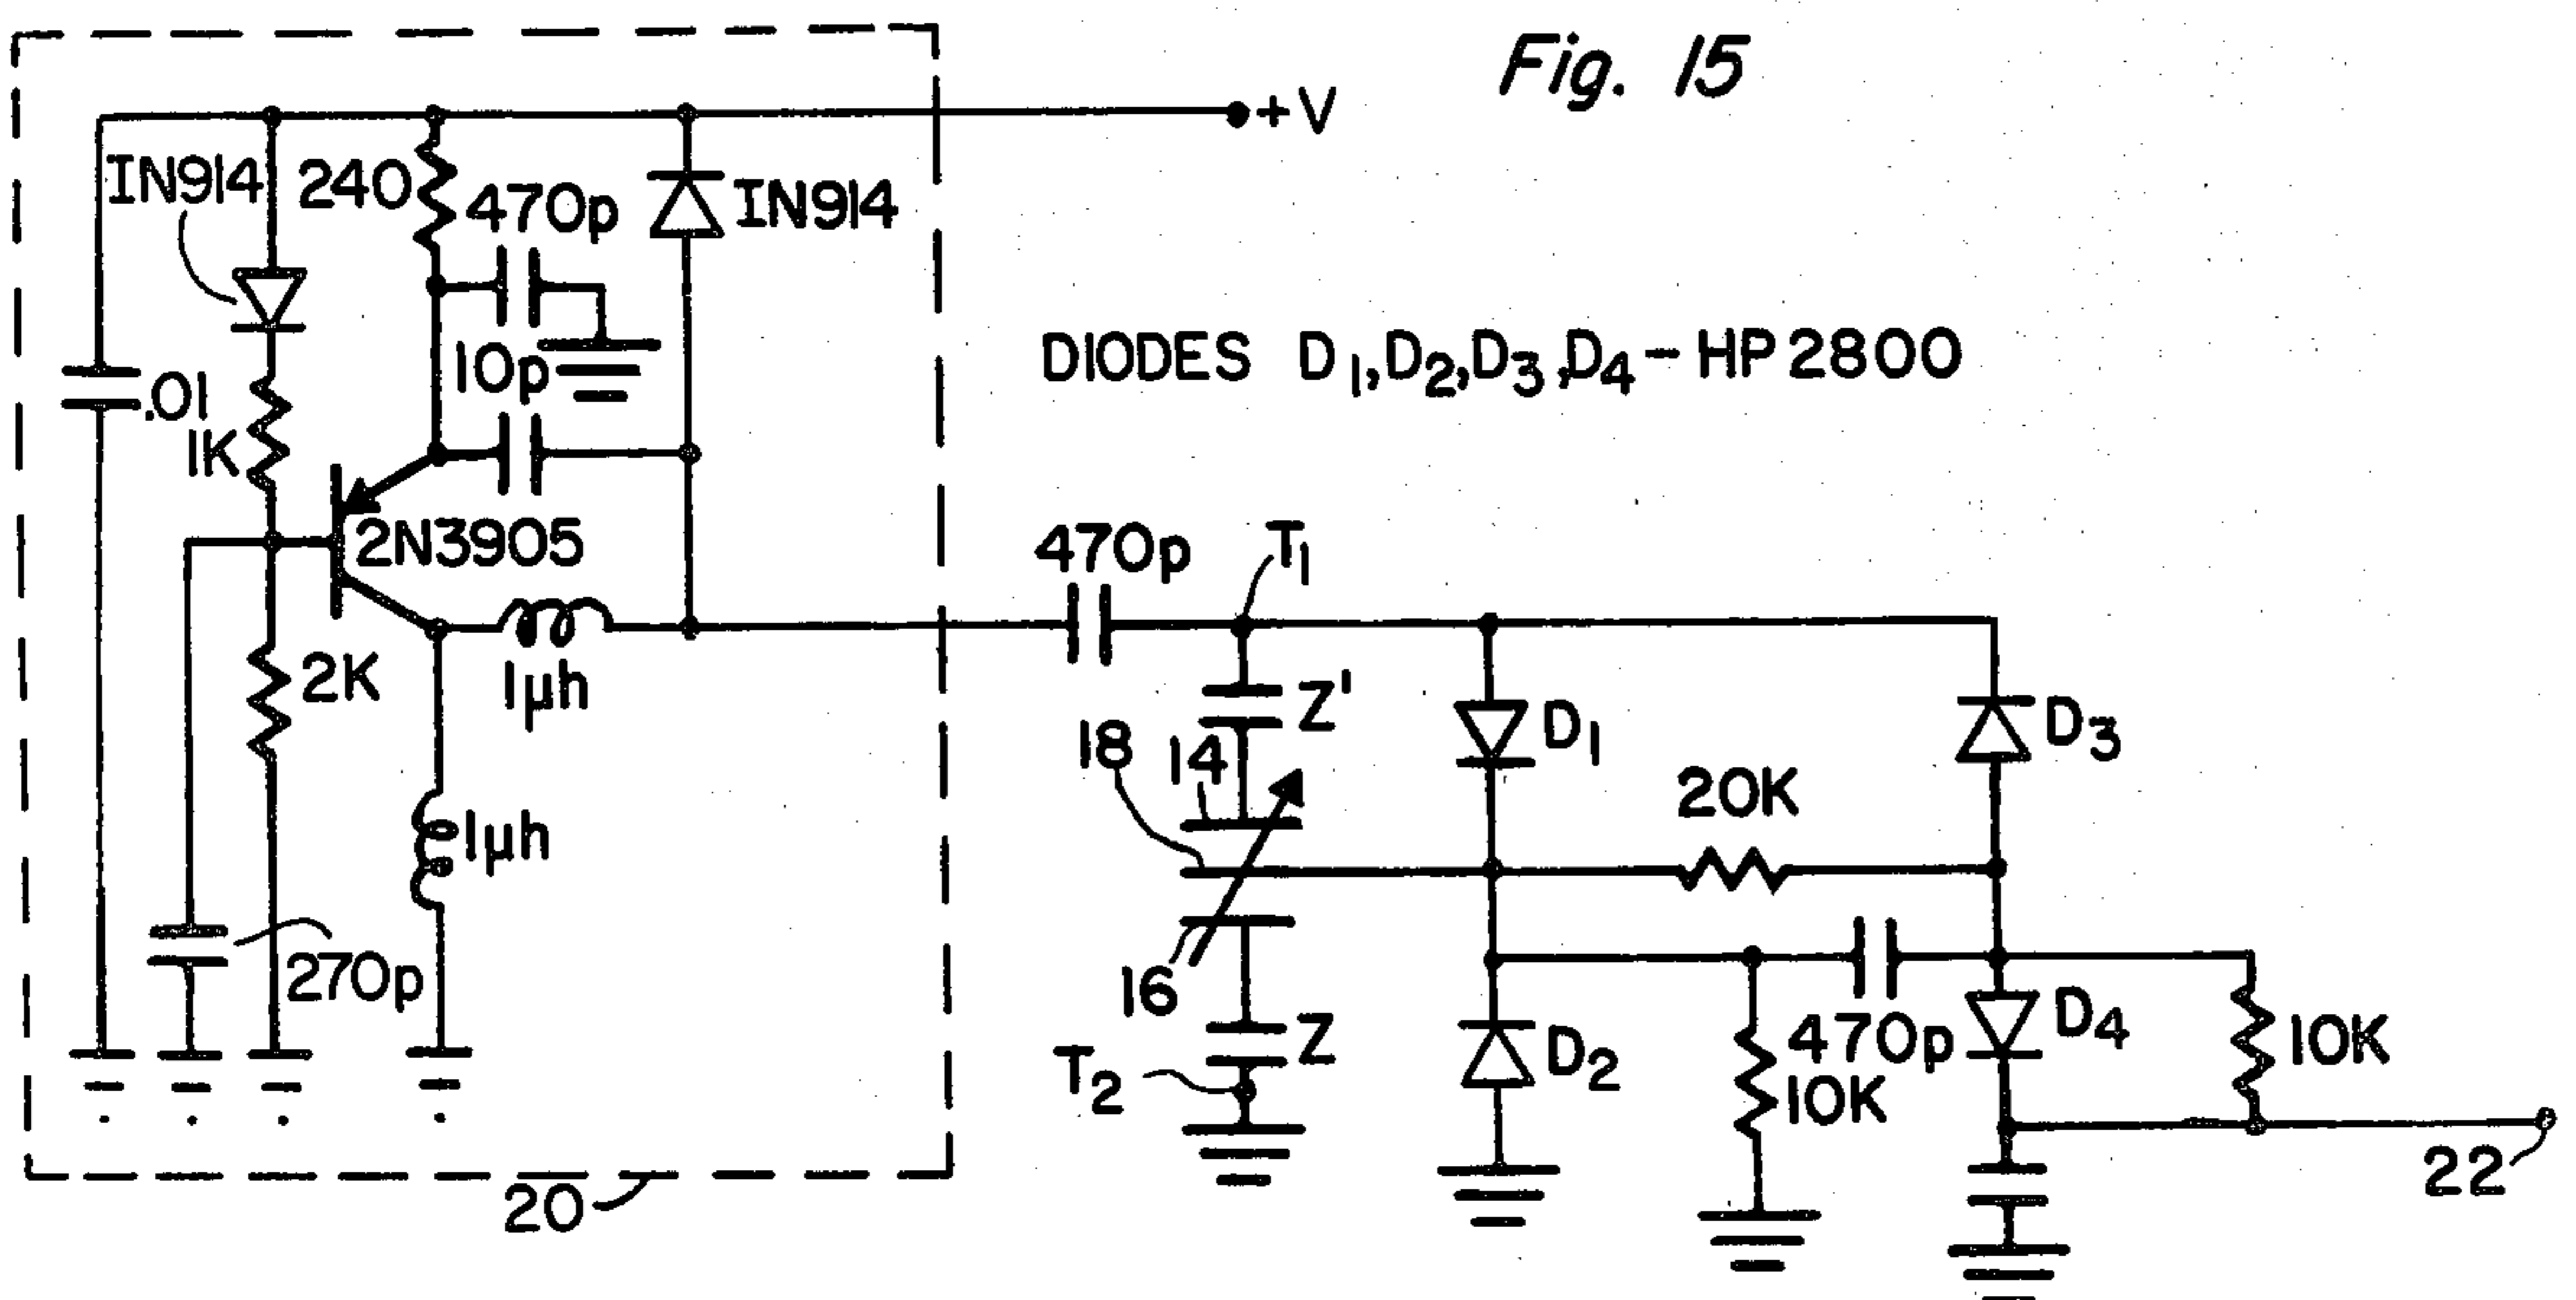 Fig. 15
+V
IN914
240
470p
IN914
10p
DIODES D1,D2,D3,D4 - HP2800
.01
1K
2N3905
470p
T1
2K
1µh
Z'
18
14
D1
D3
20K
1µh
16
270p
T2
Z
D2
470p
10K
D4
10K
20
22